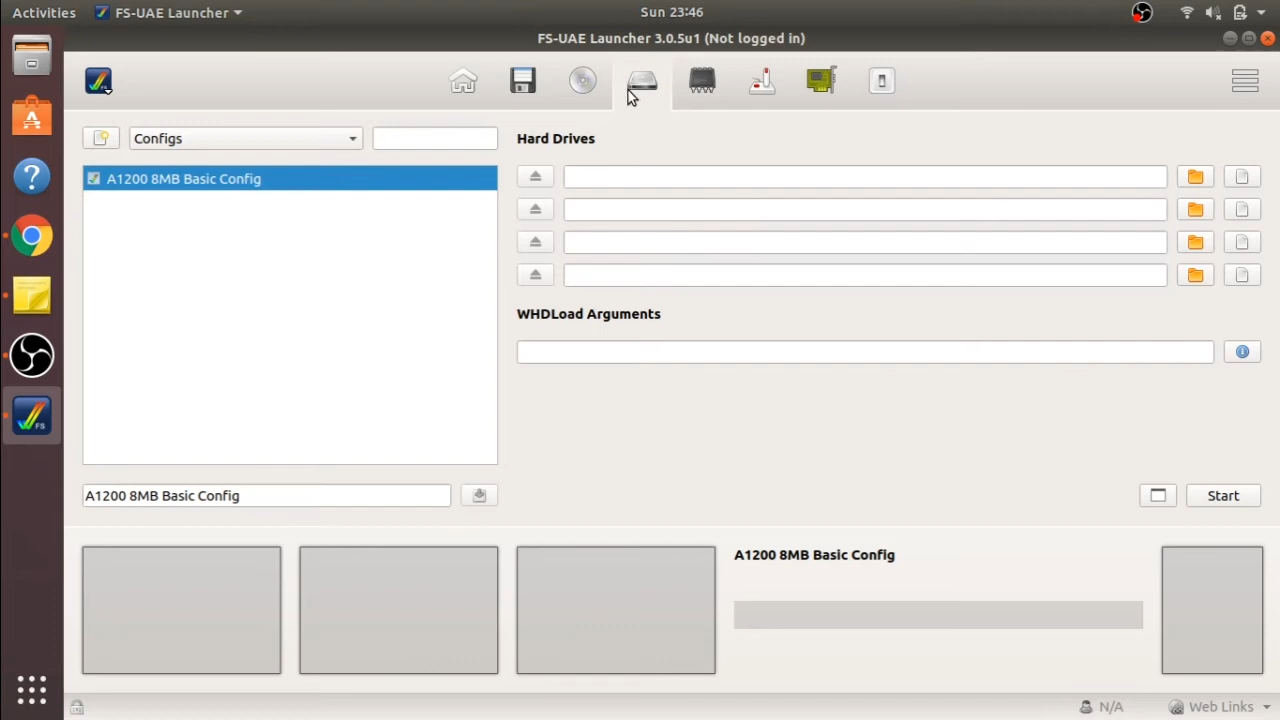 Activities
FS-UAE Launcher
Sun 23:46
FS-UAE Launcher 3.0.5u1 (Not logged in)
Configs
Hard Drives
A1200 8MB Basic Config
WHDLoad Arguments
A1200 8MB Basic Config
Start
A1200 8MB Basic Config
FS
N/A
Web Links